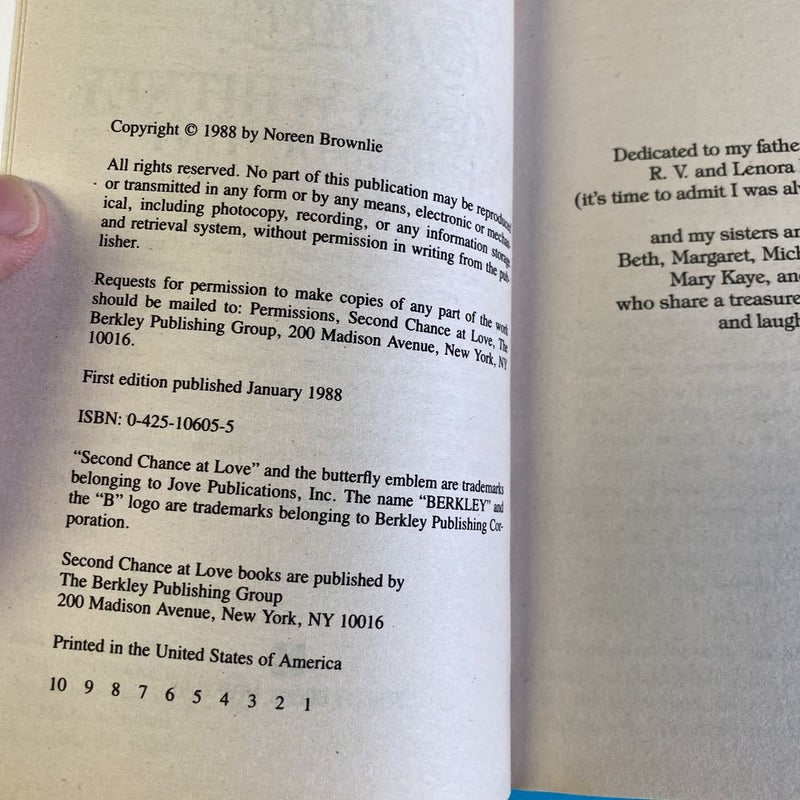 Copyright © 1988 by Noreen Brownlie
All rights reserved. No part of this publication may be reproduced
or transmitted in any form or by any means, electronic or mechan-
ical, including photocopy, recording, or any information storage
and retrieval system, without permission in writing from the pub-
lisher.
Requests for permission to make copies of any part of the work
should be mailed to: Permissions, Second Chance at Love, The
Berkley Publishing Group, 200 Madison Avenue, New York, NY
10016.
First edition published January 1988
ISBN: 0-425-10605-5
“Second Chance at Love” and the butterfly emblem are trademarks
belonging to Jove Publications, Inc. The name “BERKLEY” and
the “B” logo are trademarks belonging to Berkley Publishing Cor-
poration.
Second Chance at Love books are published by
The Berkley Publishing Group
200 Madison Avenue, New York, NY 10016
Printed in the United States of America
10 9 8 7 6 5 4 3 2 1
Dedicated to my fathe
R. V. and Lenora
(it’s time to admit I was al
and my sisters an
Beth, Margaret, Mich
Mary Kaye, an
who share a treasure
and laugh